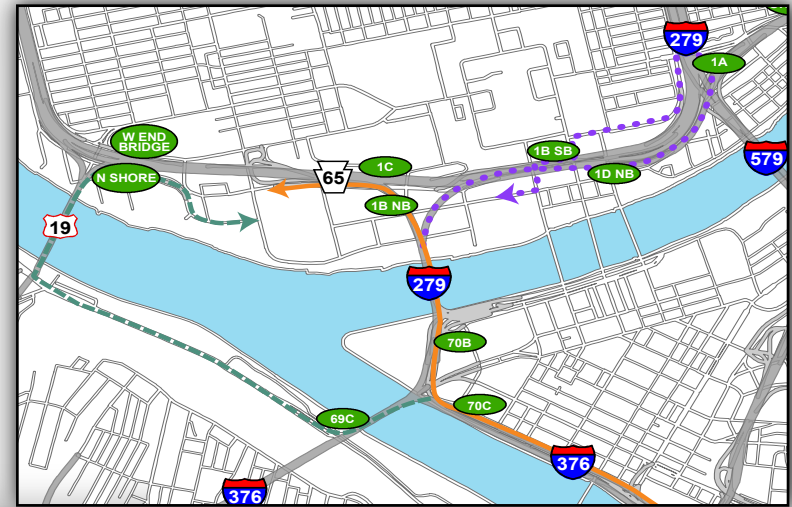 279
1A
W END
BRIDGE
1B SB
579
1C
1D NB
N SHORE
65
1B NB
19
279
70B
70C
69C
376
376